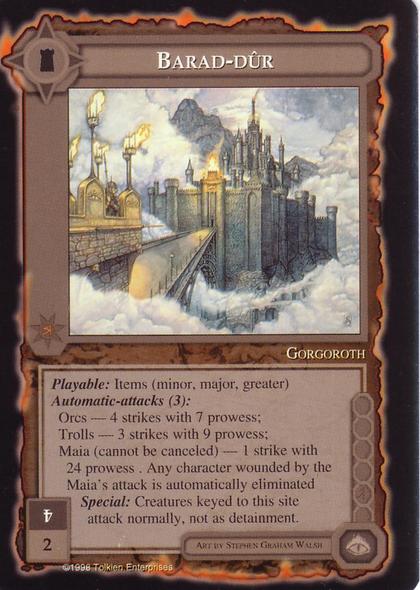 BARAD-DÛR
GORGOROTH
Playable: Items (minor, major, greater)
Automatic-attacks (3):
Orcs — 4 strikes with 7 prowess;
Trolls — 3 strikes with 9 prowess;
Maia (cannot be canceled) — 1 strike with
24 prowess . Any character wounded by the
Maia's attack is automatically eliminated
Special: Creatures keyed to this site
attack normally, not as detainment.
2
ART BY STEPHEN GRAHAM WALSH
©1998 Tolkien Enterprises